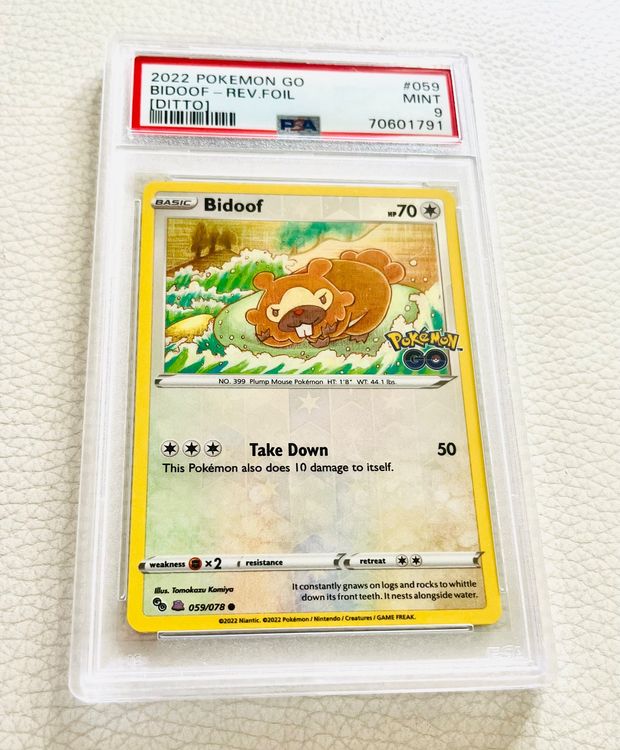 2022 POKEMON GO #059
BIDOOF - REV.FOIL MINT
[DITTO] 9
PSA 70601791
BASIC Bidoof HP 70
Pokémon
GO
NO. 399 Plump Mouse Pokémon HT: 1'8" WT: 44.1 lbs.
Take Down 50
This Pokémon also does 10 damage to itself.
weakness ×2 resistance retreat
Illus. Tomokazu Komiya
It constantly gnaws on logs and rocks to whittle
down its front teeth. It nests alongside water.
059/078
©2022 Niantic. ©2022 Pokémon / Nintendo / Creatures / GAME FREAK.
PSA